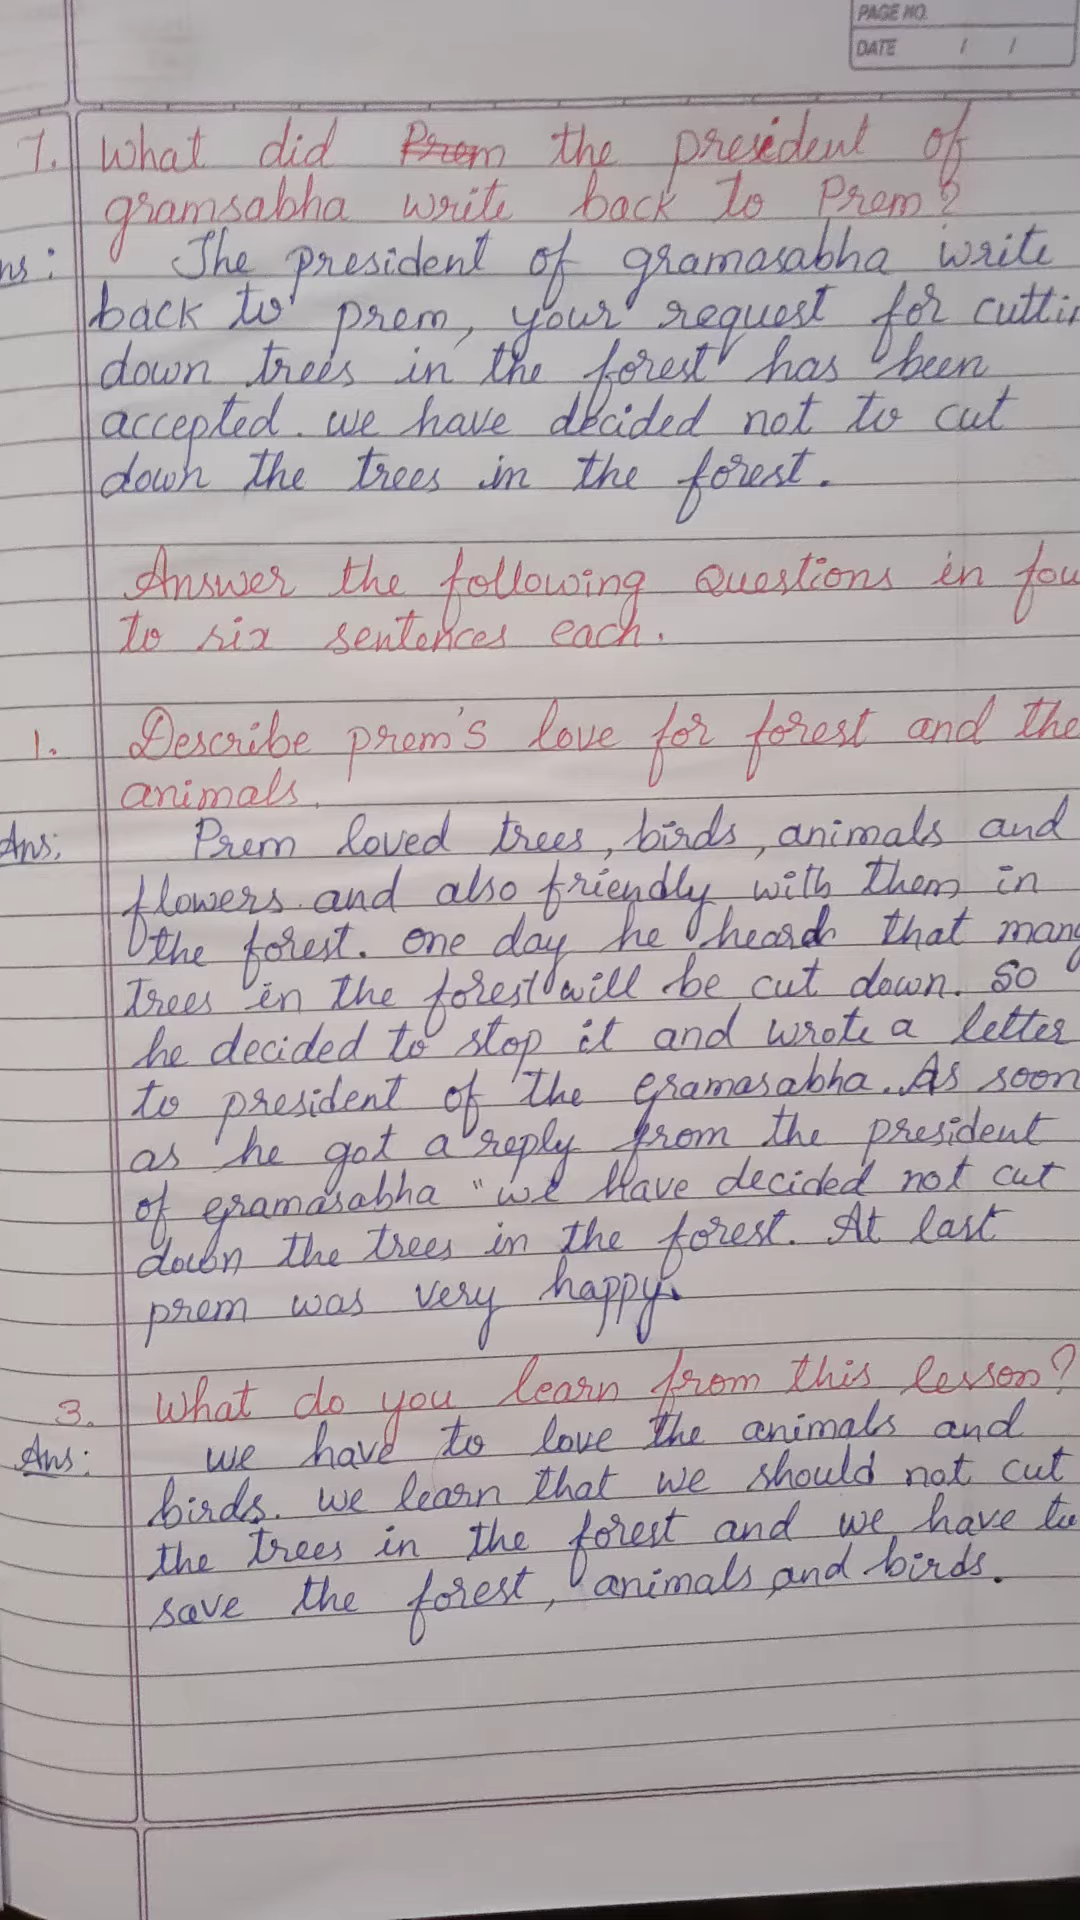 PAGE NO.
DATE / /
7. What did Prem the president of
gramsabha write back to Prem?
ns: The president of gramasabha write
back to prem, your request for cuttin
down trees in the forest has been
accepted. we have decided not to cut
down the trees in the forest.
Answer the following Questions in fou
to six sentences each.
1. Describe prem's love for forest and the
animals.
Ans: Prem loved trees, birds, animals and
flowers. and also friendly with them in
the forest. One day he heard that many
trees in the forest will be cut down. So
he decided to stop it and wrote a letter
to president of the gramasabha. As soon
as he got a reply from the president
of gramasabha "we have decided not cut
down the trees in the forest. At last
prem was very happy.
3. What do you learn from this lesson?
Ans: we have to love the animals and
birds. we learn that we should not cut
the trees in the forest and we have to
save the forest, animals, and birds.